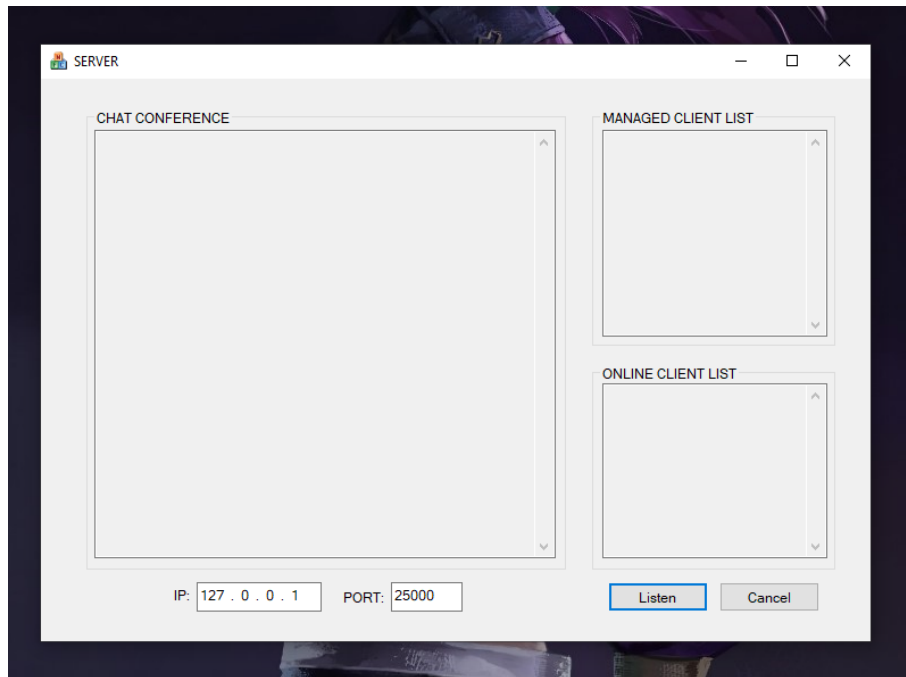 SERVER
CHAT CONFERENCE
MANAGED CLIENT LIST
ONLINE CLIENT LIST
IP: 127 . 0 . 0 . 1 PORT: 25000 Listen Cancel